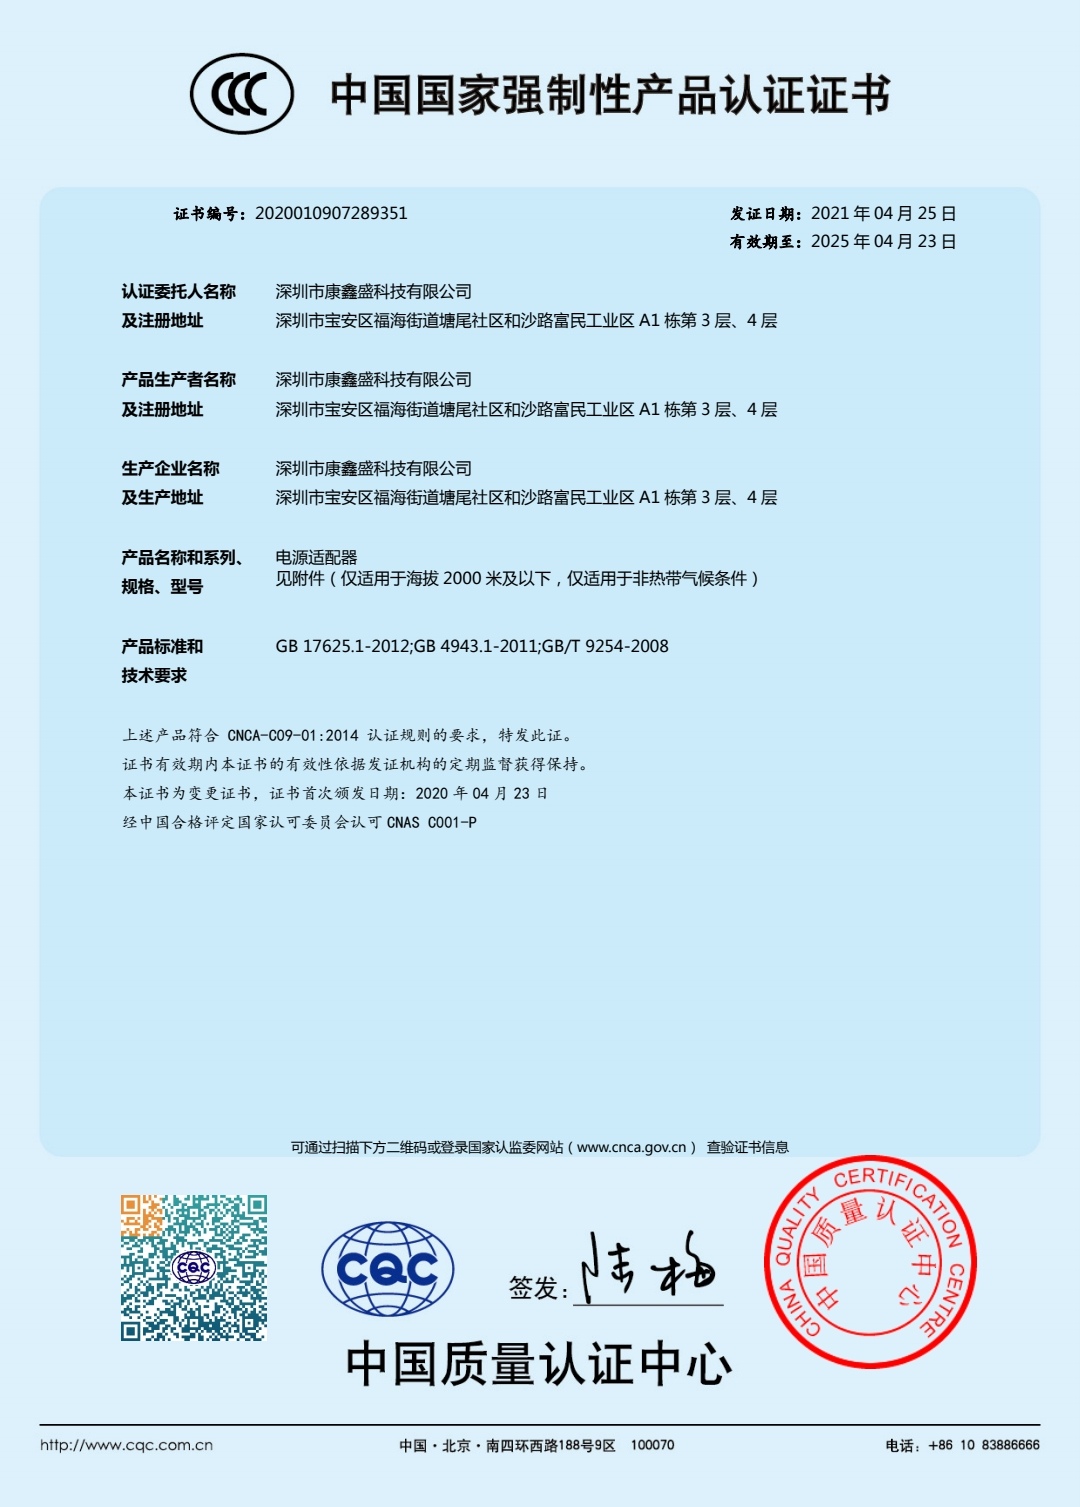 CCC 中国国家强制性产品认证证书
证书编号：2020010907289351
发证日期：2021 年 04 月 25 日
有效期至：2025 年 04 月 23 日
认证委托人名称 深圳市康鑫盛科技有限公司
及注册地址 深圳市宝安区福海街道塘尾社区和沙路富民工业区 A1 栋第 3 层、4 层
产品生产者名称 深圳市康鑫盛科技有限公司
及注册地址 深圳市宝安区福海街道塘尾社区和沙路富民工业区 A1 栋第 3 层、4 层
生产企业名称 深圳市康鑫盛科技有限公司
及生产地址 深圳市宝安区福海街道塘尾社区和沙路富民工业区 A1 栋第 3 层、4 层
产品名称和系列、 电源适配器
规格、型号 见附件（仅适用于海拔 2000 米及以下，仅适用于非热带气候条件）
产品标准和 GB 17625.1-2012;GB 4943.1-2011;GB/T 9254-2008
技术要求
上述产品符合 CNCA-C09-01:2014 认证规则的要求，特发此证。
证书有效期内本证书的有效性依据发证机构的定期监督获得保持。
本证书为变更证书，证书首次颁发日期：2020 年 04 月 23 日
经中国合格评定国家认可委员会认可 CNAS C001-P
可通过扫描下方二维码或登录国家认监委网站（www.cnca.gov.cn） 查验证书信息
CQC
CQC
签发：陆梅
CHINA QUALITY CERTIFICATION CENTRE
中国质量认证中心
中国质量认证中心
http://www.cqc.com.cn
中国·北京·南四环西路188号9区 100070
电话：+86 10 83886666